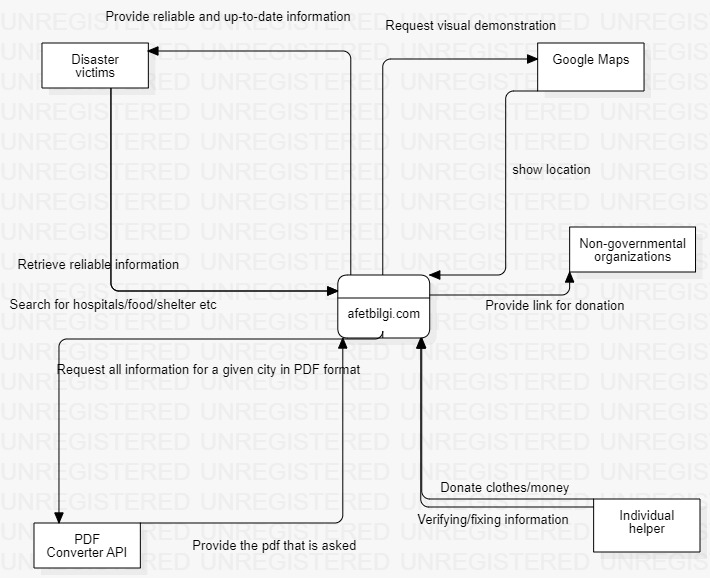 Provide reliable and up-to-date information
Request visual demonstration
Disaster
victims
Google Maps
show location
Non-governmental
organizations
Retrieve reliable information
Search for hospitals/food/shelter etc
afetbilgi.com
Provide link for donation
Request all information for a given city in PDF format
Donate clothes/money
Verifying/fixing information
Individual
helper
PDF
Converter API
Provide the pdf that is asked
UNREGISTERED